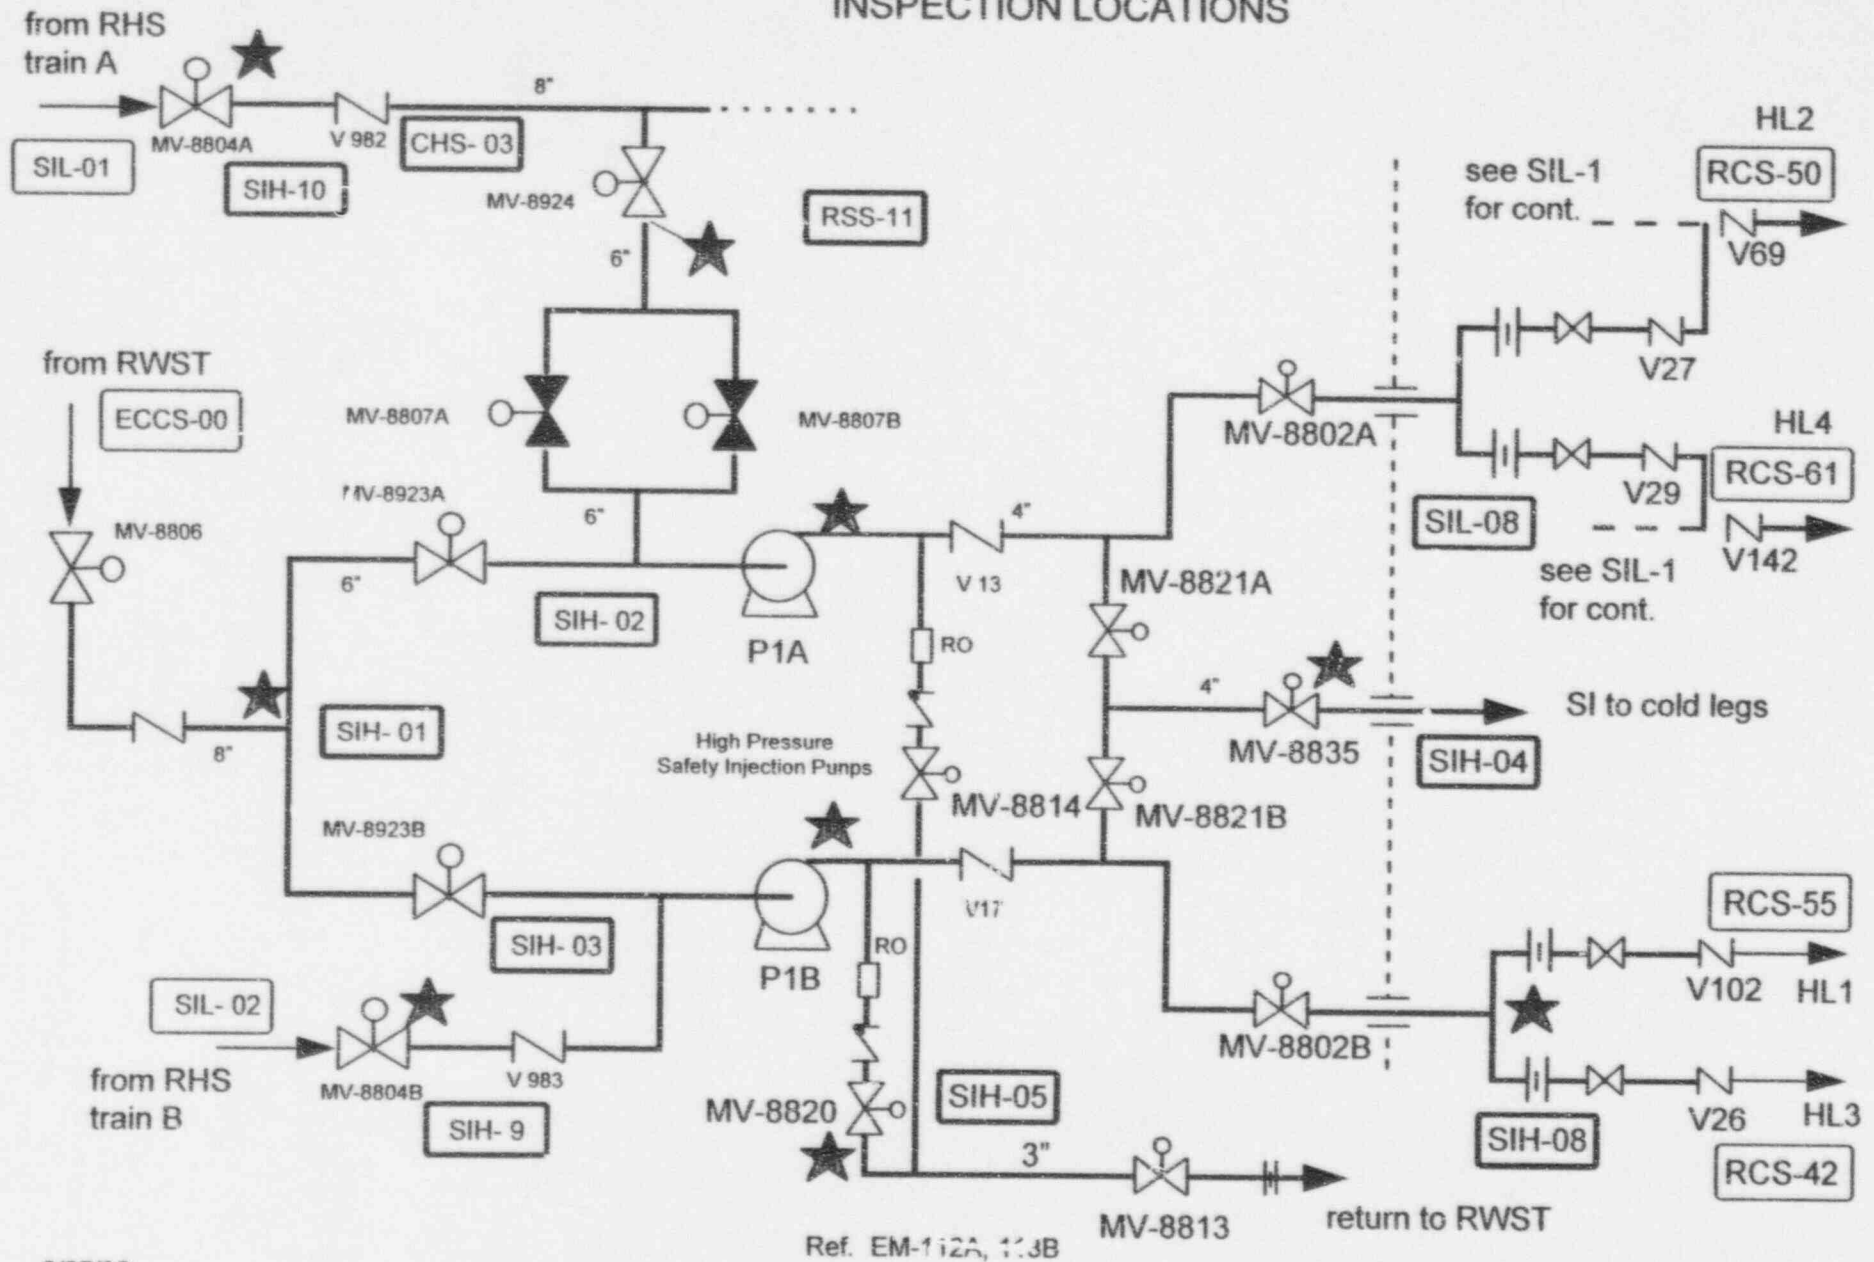 INSPECTION LOCATIONS
from RHS
train A
8"
MV-8804A
V 982
CHS- 03
SIL-01
SIH-10
MV-8924
RSS-11
6"
HL2
see SIL-1
for cont.
RCS-50
V69
from RWST
ECCS-00
MV-8807A
MV-8807B
V27
MV-8802A
HL4
RCS-61
V29
SIL-08
V142
see SIL-1
for cont.
MV-8923A
6"
4"
MV-8806
6"
V 13
MV-8821A
SIH- 02
P1A
RO
4"
SI to cold legs
SIH- 01
8"
High Pressure
Safety Injection Punps
MV-8835
SIH-04
MV-8814
MV-8821B
MV-8923B
V17
SIH- 03
P1B
RO
RCS-55
V102
HL1
SIL- 02
MV-8802B
from RHS
train B
MV-8804B
V 983
SIH- 9
MV-8820
SIH-05
V26
HL3
SIH-08
RCS-42
3"
MV-8813
return to RWST
Ref. EM-112A, 113B